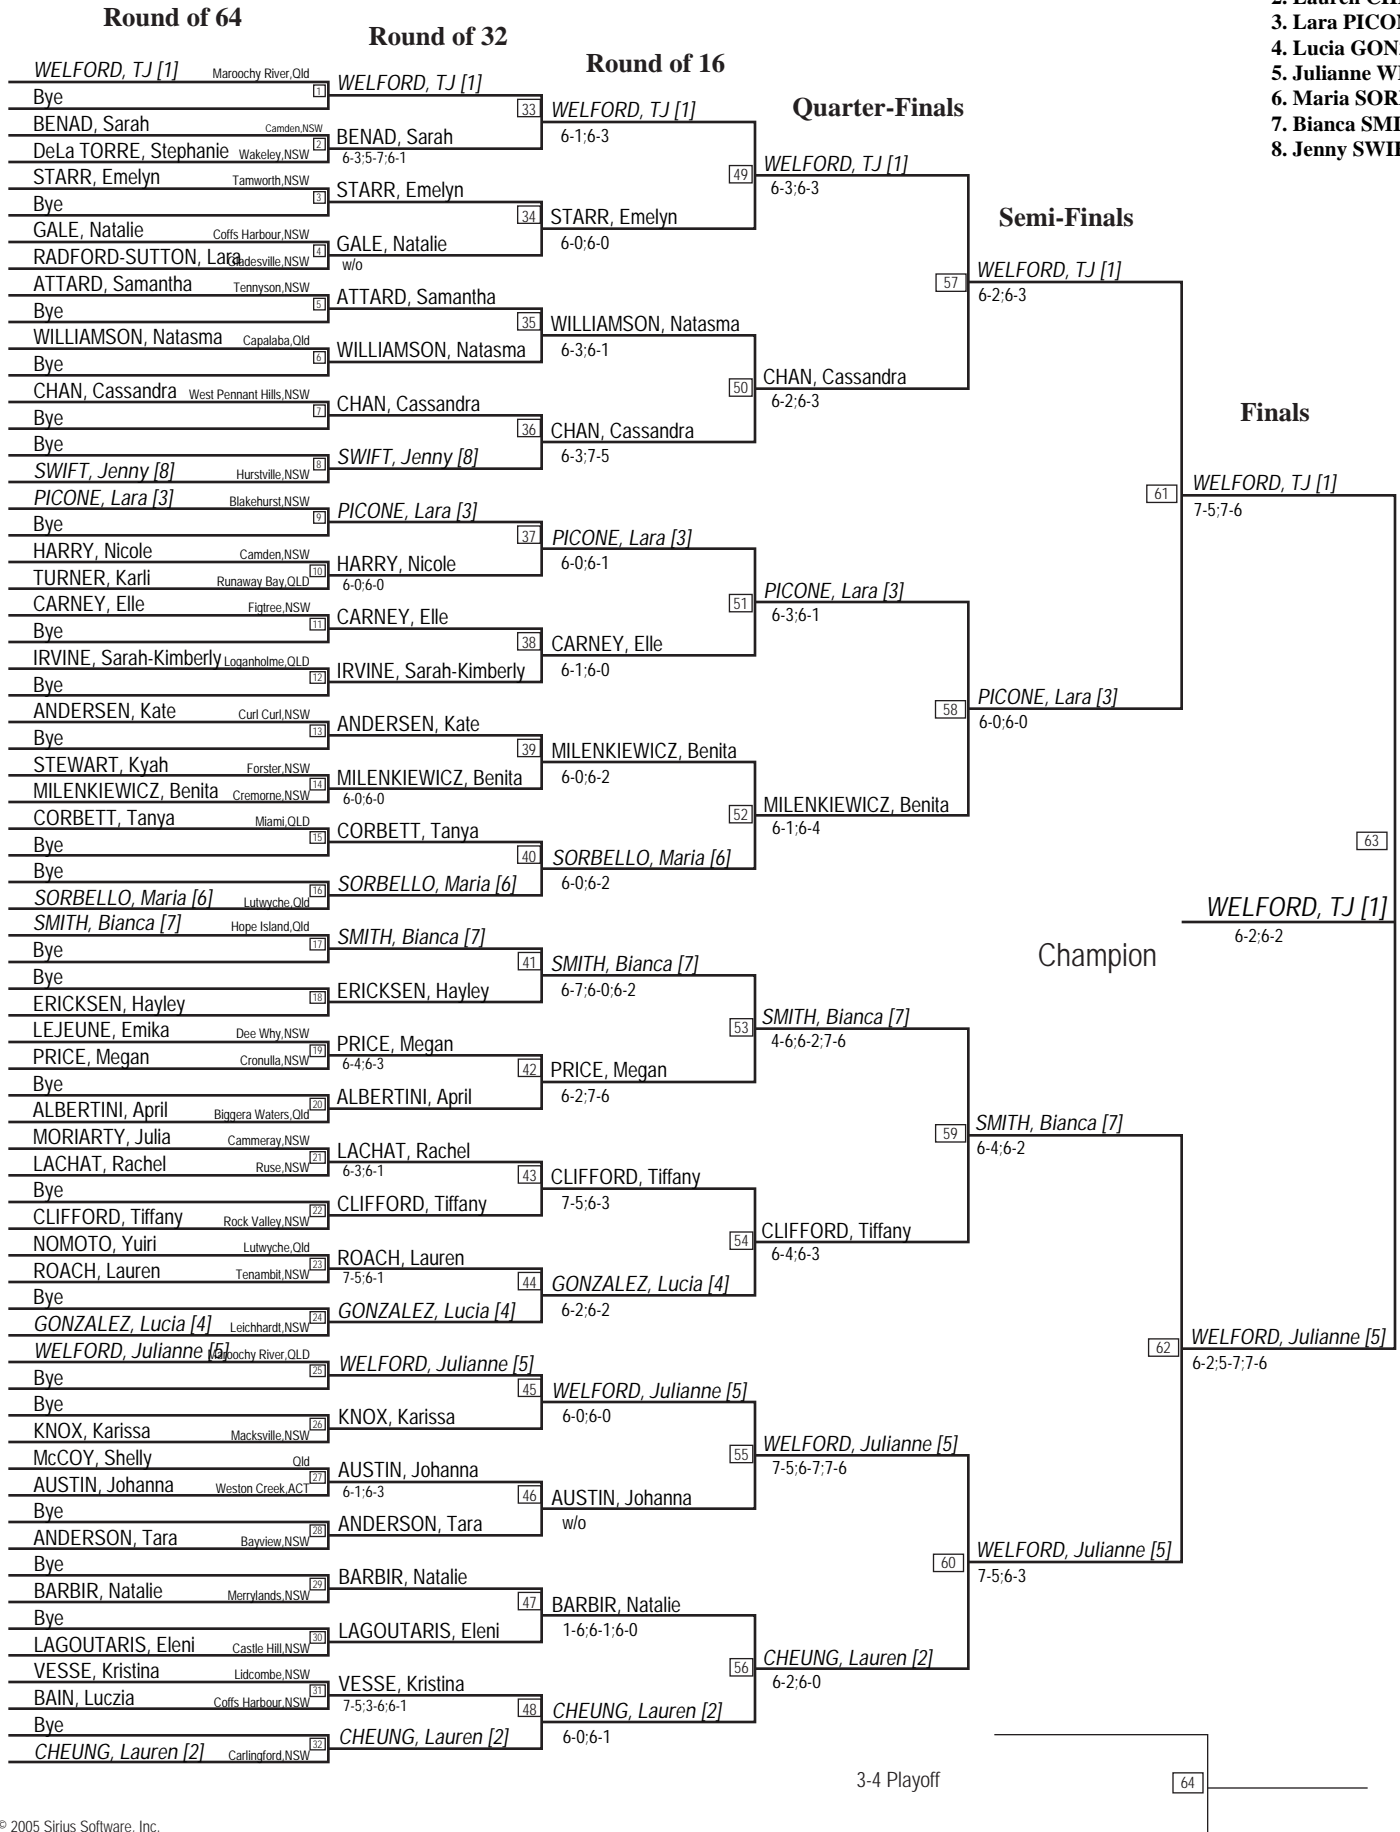 2. Lauren CHE
Round of 64
3. Lara PICON
Round of 32
4. Lucia GONZ
Round of 16
5. Julianne WE
6. Maria SORB
7. Bianca SMI
8. Jenny SWIF
Quarter-Finals
Semi-Finals
Finals
WELFORD, TJ [1] Maroochy River,Qld
1
Bye
BENAD, Sarah Camden,NSW
2
DeLa TORRE, Stephanie Wakeley,NSW
STARR, Emelyn Tamworth,NSW
3
Bye
GALE, Natalie Coffs Harbour,NSW
4
RADFORD-SUTTON, Lara Gladesville,NSW
ATTARD, Samantha Tennyson,NSW
5
Bye
WILLIAMSON, Natasma Capalaba,Qld
6
Bye
CHAN, Cassandra West Pennant Hills,NSW
7
Bye
Bye
8
SWIFT, Jenny [8] Hurstville,NSW
PICONE, Lara [3] Blakehurst,NSW
9
Bye
HARRY, Nicole Camden,NSW
10
TURNER, Karli Runaway Bay,QLD
CARNEY, Elle Figtree,NSW
11
Bye
IRVINE, Sarah-Kimberly Loganholme,QLD
12
Bye
ANDERSEN, Kate Curl Curl,NSW
13
Bye
STEWART, Kyah Forster,NSW
14
MILENKIEWICZ, Benita Cremorne,NSW
CORBETT, Tanya Miami,QLD
15
Bye
Bye
16
SORBELLO, Maria [6] Lutwyche,Qld
SMITH, Bianca [7] Hope Island,Qld
17
Bye
Bye
18
ERICKSEN, Hayley
LEJEUNE, Emika Dee Why,NSW
19
PRICE, Megan Cronulla,NSW
Bye
20
ALBERTINI, April Biggera Waters,Qld
MORIARTY, Julia Cammeray,NSW
21
LACHAT, Rachel Ruse,NSW
Bye
22
CLIFFORD, Tiffany Rock Valley,NSW
NOMOTO, Yuiri Lutwyche,Qld
23
ROACH, Lauren Tenambit,NSW
Bye
24
GONZALEZ, Lucia [4] Leichhardt,NSW
WELFORD, Julianne [5] Maroochy River,QLD
25
Bye
Bye
26
KNOX, Karissa Macksville,NSW
McCOY, Shelly Qld
27
AUSTIN, Johanna Weston Creek,ACT
Bye
28
ANDERSON, Tara Bayview,NSW
Bye
29
BARBIR, Natalie Merrylands,NSW
Bye
30
LAGOUTARIS, Eleni Castle Hill,NSW
VESSE, Kristina Lidcombe,NSW
31
BAIN, Luczia Coffs Harbour,NSW
Bye
32
CHEUNG, Lauren [2] Carlingford,NSW
WELFORD, TJ [1]
33
BENAD, Sarah
6-3;5-7;6-1
STARR, Emelyn
34
GALE, Natalie
w/o
ATTARD, Samantha
35
WILLIAMSON, Natasma
CHAN, Cassandra
36
SWIFT, Jenny [8]
PICONE, Lara [3]
37
HARRY, Nicole
6-0;6-0
CARNEY, Elle
38
IRVINE, Sarah-Kimberly
ANDERSEN, Kate
39
MILENKIEWICZ, Benita
6-0;6-0
CORBETT, Tanya
40
SORBELLO, Maria [6]
SMITH, Bianca [7]
41
ERICKSEN, Hayley
PRICE, Megan
6-4;6-3
42
ALBERTINI, April
LACHAT, Rachel
6-3;6-1
43
CLIFFORD, Tiffany
ROACH, Lauren
7-5;6-1
44
GONZALEZ, Lucia [4]
WELFORD, Julianne [5]
45
KNOX, Karissa
AUSTIN, Johanna
6-1;6-3
46
ANDERSON, Tara
BARBIR, Natalie
47
LAGOUTARIS, Eleni
VESSE, Kristina
7-5;3-6;6-1
48
CHEUNG, Lauren [2]
WELFORD, TJ [1]
6-1;6-3
49
STARR, Emelyn
6-0;6-0
WILLIAMSON, Natasma
6-3;6-1
50
CHAN, Cassandra
6-3;7-5
PICONE, Lara [3]
6-0;6-1
51
CARNEY, Elle
6-1;6-0
MILENKIEWICZ, Benita
6-0;6-2
52
SORBELLO, Maria [6]
6-0;6-2
SMITH, Bianca [7]
6-7;6-0;6-2
53
PRICE, Megan
6-2;7-6
CLIFFORD, Tiffany
7-5;6-3
54
GONZALEZ, Lucia [4]
6-2;6-2
WELFORD, Julianne [5]
6-0;6-0
55
AUSTIN, Johanna
w/o
BARBIR, Natalie
1-6;6-1;6-0
56
CHEUNG, Lauren [2]
6-0;6-1
WELFORD, TJ [1]
6-3;6-3
57
CHAN, Cassandra
6-2;6-3
PICONE, Lara [3]
6-3;6-1
58
MILENKIEWICZ, Benita
6-1;6-4
SMITH, Bianca [7]
4-6;6-2;7-6
59
CLIFFORD, Tiffany
6-4;6-3
WELFORD, Julianne [5]
7-5;6-7;7-6
60
CHEUNG, Lauren [2]
6-2;6-0
WELFORD, TJ [1]
6-2;6-3
61
PICONE, Lara [3]
6-0;6-0
SMITH, Bianca [7]
6-4;6-2
62
WELFORD, Julianne [5]
7-5;6-3
WELFORD, TJ [1]
7-5;7-6
63
WELFORD, Julianne [5]
6-2;5-7;7-6
WELFORD, TJ [1]
6-2;6-2
Champion
3-4 Playoff
64
© 2005 Sirius Software, Inc.